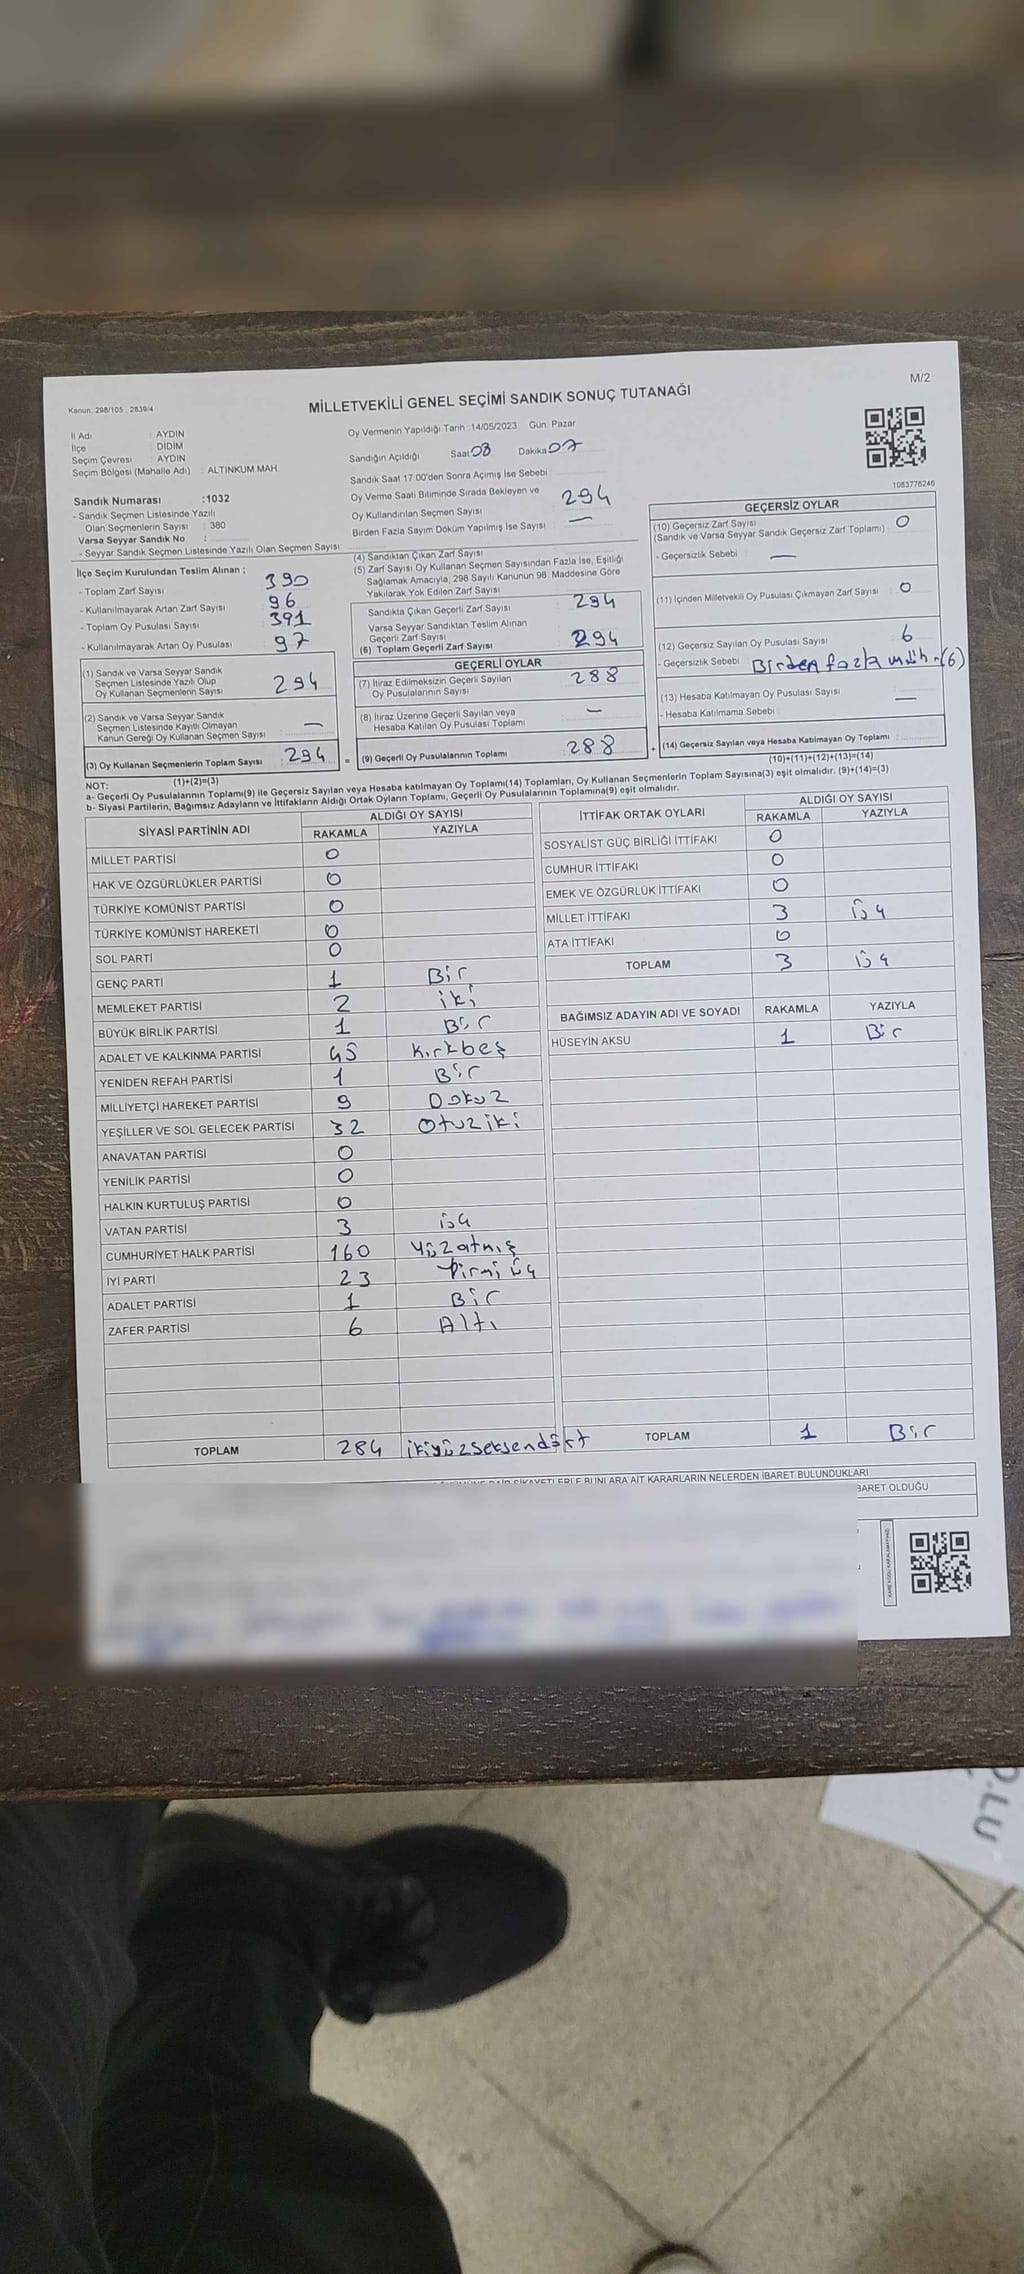 M/2
Kanun: 298/105 , 2839/4
MİLLETVEKİLİ GENEL SEÇİMİ SANDIK SONUÇ TUTANAĞI
İl Adı : AYDIN
İlçe : DİDİM
Seçim Çevresi : AYDIN
Seçim Bölgesi (Mahalle Adı) : ALTINKUM MAH.
Oy Vermenin Yapıldığı Tarih :14/05/2023 Gün: Pazar
Sandığın Açıldığı Saat 08 Dakika 07
Sandık Saat 17:00'den Sonra Açımış İse Sebebi :
Oy Verme Saati Bitiminde Sırada Bekleyen ve
Oy Kullandırılan Seçmen Sayısı 294
Birden Fazla Sayım Döküm Yapılmış İse Sayısı : —
1083776246
Sandık Numarası :1032
- Sandık Seçmen Listesinde Yazılı
Olan Seçmenlerin Sayısı : 380
Varsa Seyyar Sandık No :
- Seyyar Sandık Seçmen Listesinde Yazılı Olan Seçmen Sayısı
İlçe Seçim Kurulundan Teslim Alınan ;
- Toplam Zarf Sayısı 390
- Kullanılmayarak Artan Zarf Sayısı : 96
- Toplam Oy Pusulası Sayısı : 391
- Kullanılmayarak Artan Oy Pusulası : 97
(1) Sandık ve Varsa Seyyar Sandık
Seçmen Listesinde Yazılı Olup
Oy Kullanan Seçmenlerin Sayısı 294
(2) Sandık ve Varsa Seyyar Sandık
Seçmen Listesinde Kayıtlı Olmayan
Kanun Gereği Oy Kullanan Seçmen Sayısı : —
(3) Oy Kullanan Seçmenlerin Toplam Sayısı : 294
(1)+(2)=(3)
(4) Sandıktan Çıkan Zarf Sayısı
(5) Zarf Sayısı Oy Kullanan Seçmen Sayısından Fazla İse, Eşitliği
Sağlamak Amacıyla, 298 Sayılı Kanunun 98. Maddesine Göre
Yakılarak Yok Edilen Zarf Sayısı
Sandıkta Çıkan Geçerli Zarf Sayısı 294
Varsa Seyyar Sandıktan Teslim Alınan
Geçerli Zarf Sayısı
(6) Toplam Geçerli Zarf Sayısı : 294
GEÇERLİ OYLAR
(7) İtiraz Edilmeksizin Geçerli Sayılan
Oy Pusulalarının Sayısı 288
(8) İtiraz Üzerine Geçerli Sayılan veya
Hesaba Katılan Oy Pusulası Toplamı —
= (9) Geçerli Oy Pusulalarının Toplamı 288 +
GEÇERSİZ OYLAR
(10) Geçersiz Zarf Sayısı
(Sandık ve Varsa Seyyar Sandık Geçersiz Zarf Toplamı) : 0
- Geçersizlik Sebebi : —
(11) İçinden Milletvekili Oy Pusulası Çıkmayan Zarf Sayısı : 0
(12) Geçersiz Sayılan Oy Pusulası Sayısı 6
- Geçersizlik Sebebi : Birden fazla müh-(6)
(13) Hesaba Katılmayan Oy Pusulası Sayısı : —
- Hesaba Katılmama Sebebi :
(14) Geçersiz Sayılan veya Hesaba Katılmayan Oy Toplamı :
(10)+(11)+(12)+(13)=(14)
NOT:
a- Geçerli Oy Pusulalarının Toplamı(9) ile Geçersiz Sayılan veya Hesaba katılmayan Oy Toplamı(14) Toplamları, Oy Kullanan Seçmenlerin Toplam Sayısına(3) eşit olmalıdır. (9)+(14)=(3)
b- Siyasi Partilerin, Bağımsız Adayların ve İttifakların Aldığı Ortak Oyların Toplamı, Geçerli Oy Pusulalarının Toplamına(9) eşit olmalıdır.
SİYASİ PARTİNİN ADI ALDIĞI OY SAYISI
RAKAMLA YAZIYLA
MİLLET PARTİSİ 0
HAK VE ÖZGÜRLÜKLER PARTİSİ 0
TÜRKİYE KOMÜNİST PARTİSİ 0
TÜRKİYE KOMÜNİST HAREKETİ 0
SOL PARTİ 0
GENÇ PARTİ 1 Bir
MEMLEKET PARTİSİ 2 iki
BÜYÜK BİRLİK PARTİSİ 1 Bir
ADALET VE KALKINMA PARTİSİ 45 Kırkbeş
YENİDEN REFAH PARTİSİ 1 Bir
MİLLİYETÇİ HAREKET PARTİSİ 9 Dokuz
YEŞİLLER VE SOL GELECEK PARTİSİ 32 Otuziki
ANAVATAN PARTİSİ 0
YENİLİK PARTİSİ 0
HALKIN KURTULUŞ PARTİSİ 0
VATAN PARTİSİ 3 üç
CUMHURİYET HALK PARTİSİ 160 Yüzatmış
İYİ PARTİ 23 Yirmi üç
ADALET PARTİSİ 1 Bir
ZAFER PARTİSİ 6 Altı
TOPLAM 284 ikiyüzseksendört
İTTİFAK ORTAK OYLARI ALDIĞI OY SAYISI
RAKAMLA YAZIYLA
SOSYALİST GÜÇ BİRLİĞİ İTTİFAKI 0
CUMHUR İTTİFAKI 0
EMEK VE ÖZGÜRLÜK İTTİFAKI 0
MİLLET İTTİFAKI 3 üç
ATA İTTİFAKI 0
TOPLAM 3 üç
BAĞIMSIZ ADAYIN ADI VE SOYADI RAKAMLA YAZIYLA
HÜSEYİN AKSU 1 Bir
TOPLAM 1 Bir
ŞİKAYETLERLE BUNLARA AİT KARARLARIN NELERDEN İBARET BULUNDUKLARI
BARET OLDUĞU